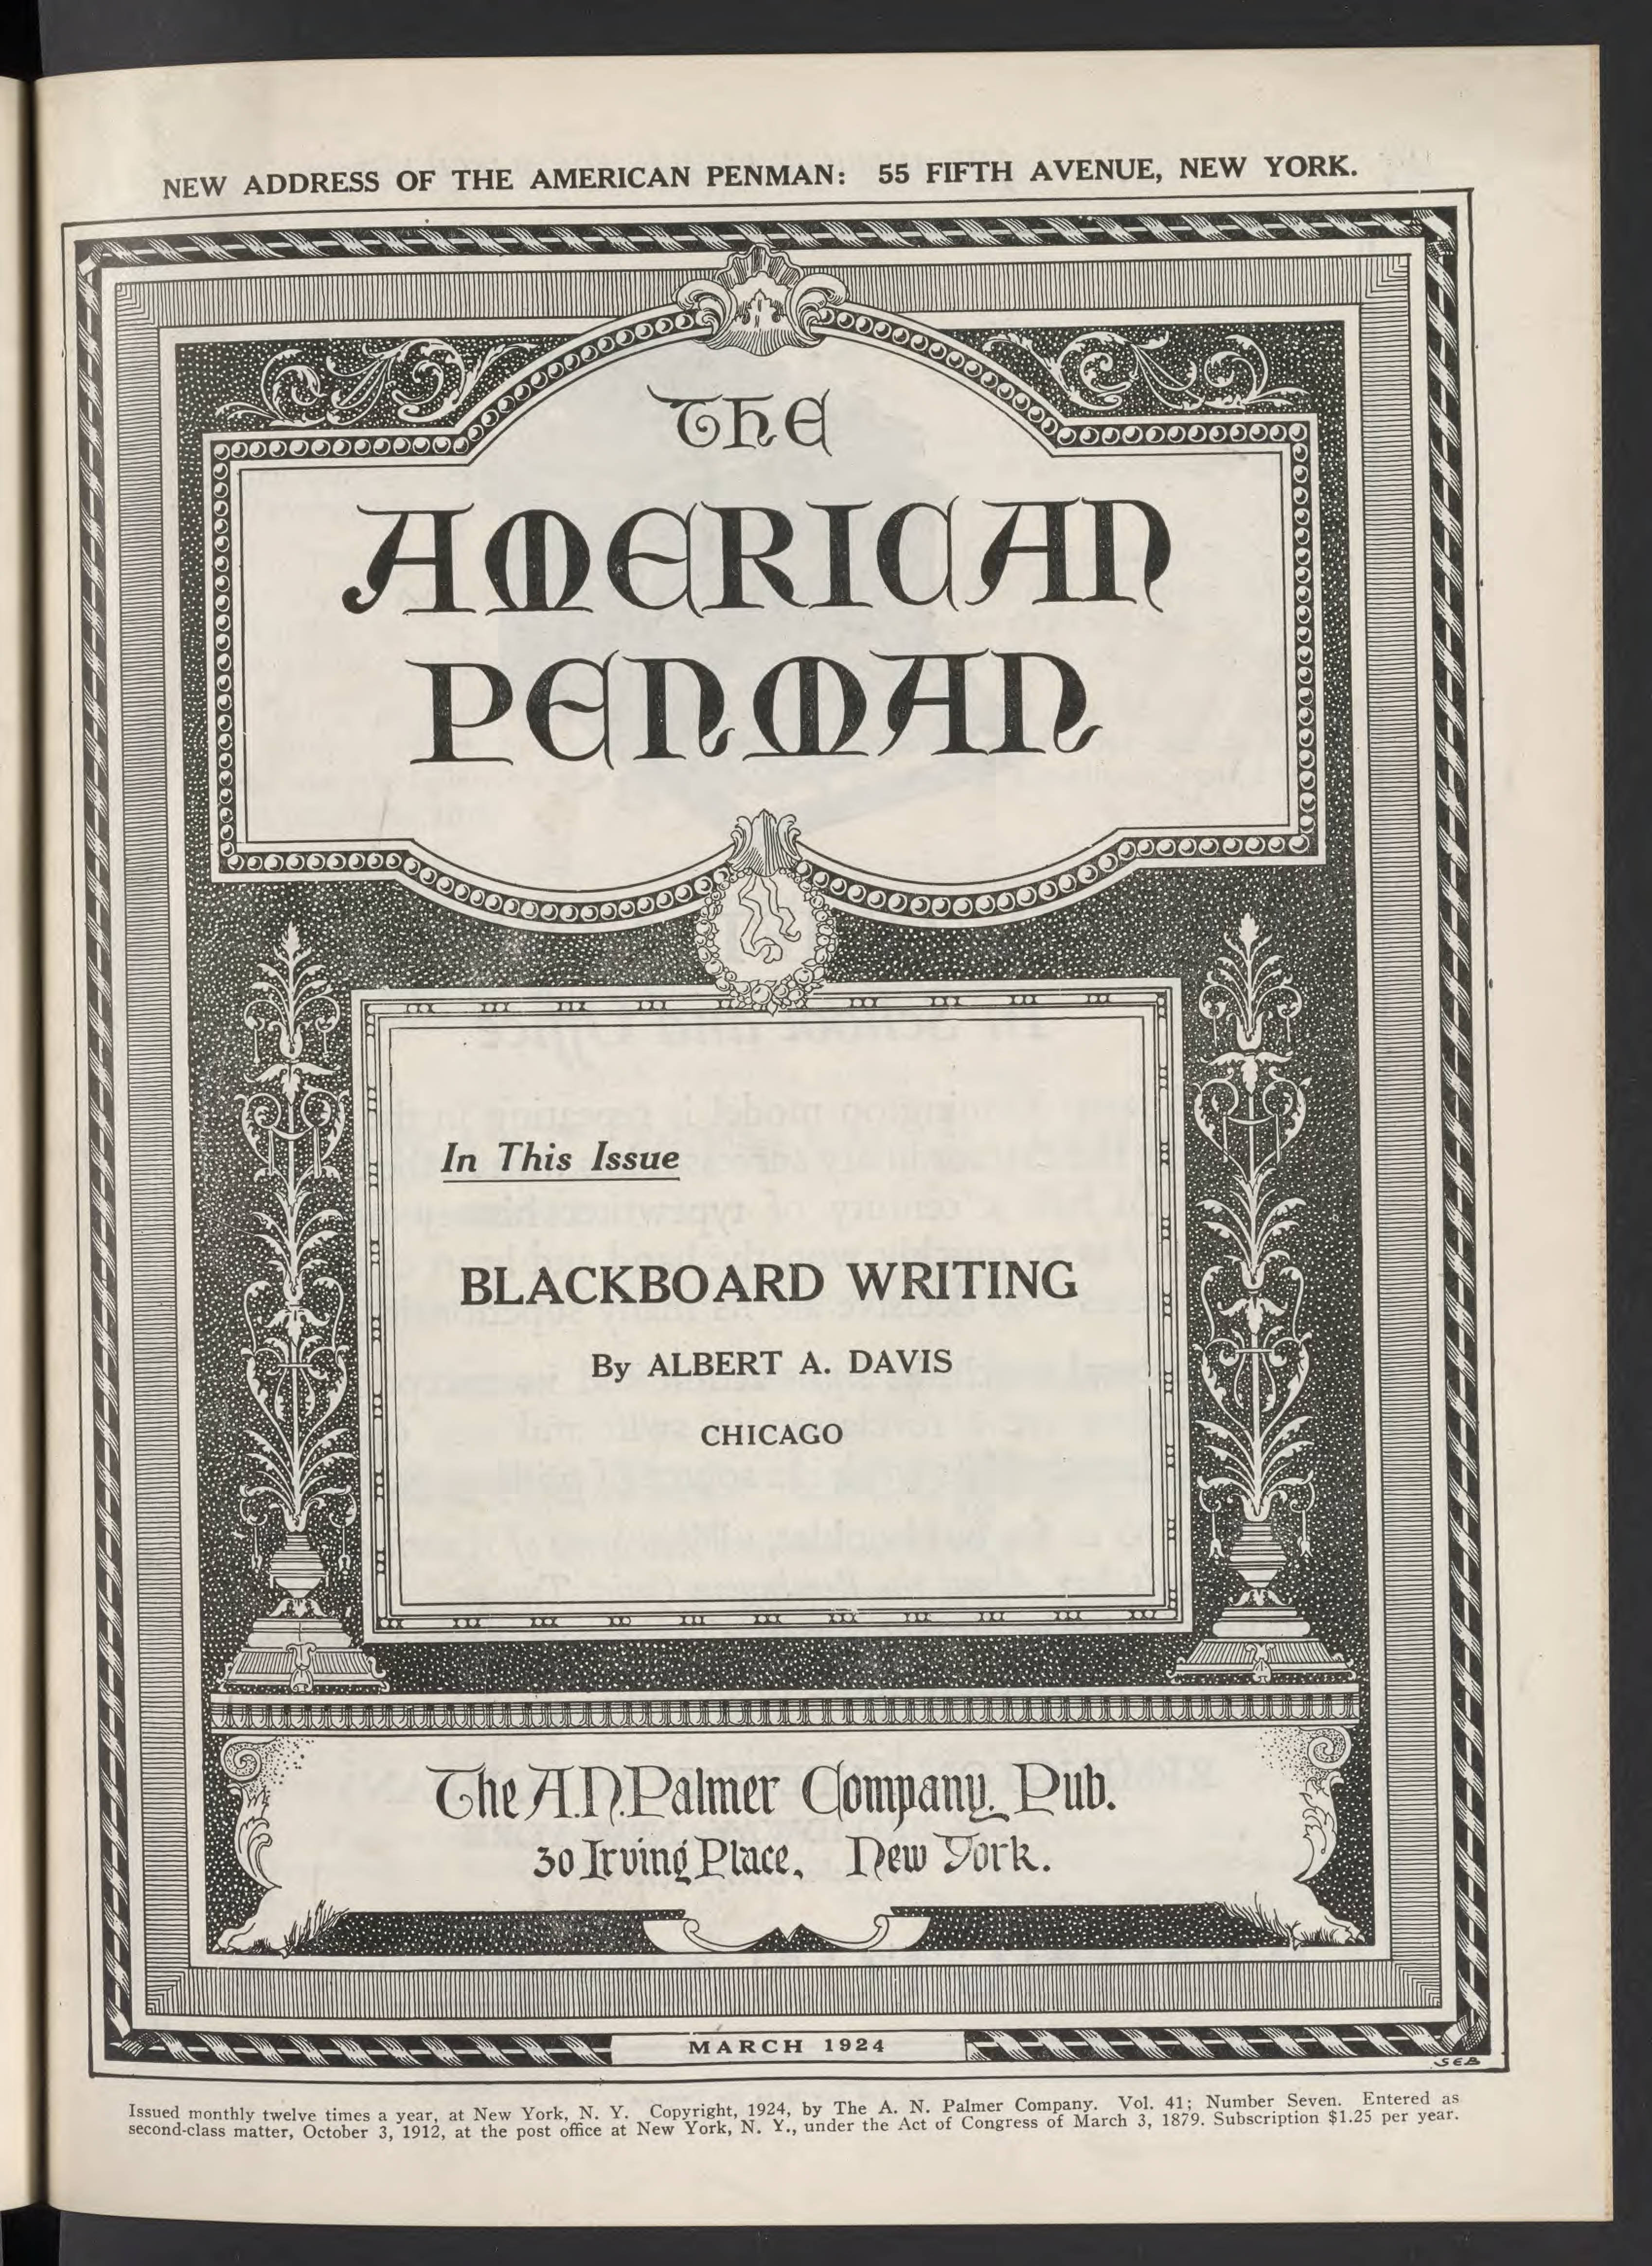 NEW ADDRESS OF THE AMERICAN PENMAN: 55 FIFTH AVENUE, NEW YORK.
THE
AMERICAN
PENMAN
In This Issue
BLACKBOARD WRITING
By ALBERT A. DAVIS
CHICAGO
The A.N. Palmer Company. Pub.
30 Irving Place, New York.
MARCH 1924
SEB
Issued monthly twelve times a year, at New York, N. Y. Copyright, 1924, by The A. N. Palmer Company. Vol. 41; Number Seven. Entered as
second-class matter, October 3, 1912, at the post office at New York, N. Y., under the Act of Congress of March 3, 1879. Subscription $1.25 per year.